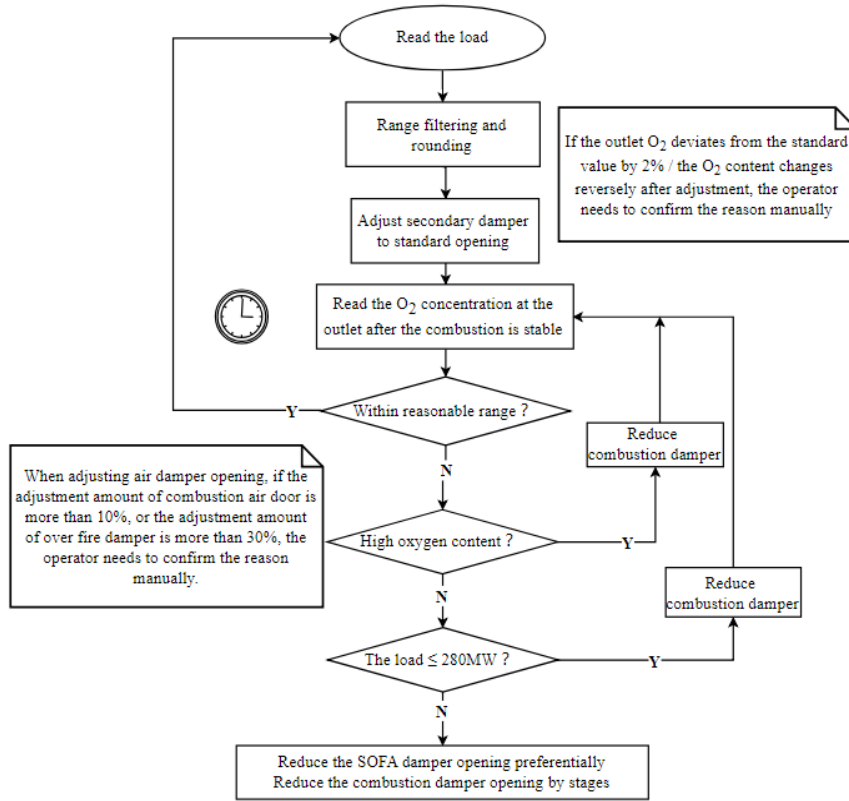 Read the load
Range filtering and
rounding
If the outlet O₂ deviates from the standard
value by 2% / the O₂ content changes
reversely after adjustment, the operator
needs to confirm the reason manually
Adjust secondary damper
to standard opening
Read the O₂ concentration at the
outlet after the combustion is stable
Within reasonable range ?
Y
N
Reduce
combustion damper
When adjusting air damper opening, if the
adjustment amount of combustion air door is
more than 10%, or the adjustment amount
of over fire damper is more than 30%, the
operator needs to confirm the reason
manually.
High oxygen content ?
Y
N
Reduce
combustion damper
The load ≤ 280MW ?
Y
N
Reduce the SOFA damper opening preferentially
Reduce the combustion damper opening by stages